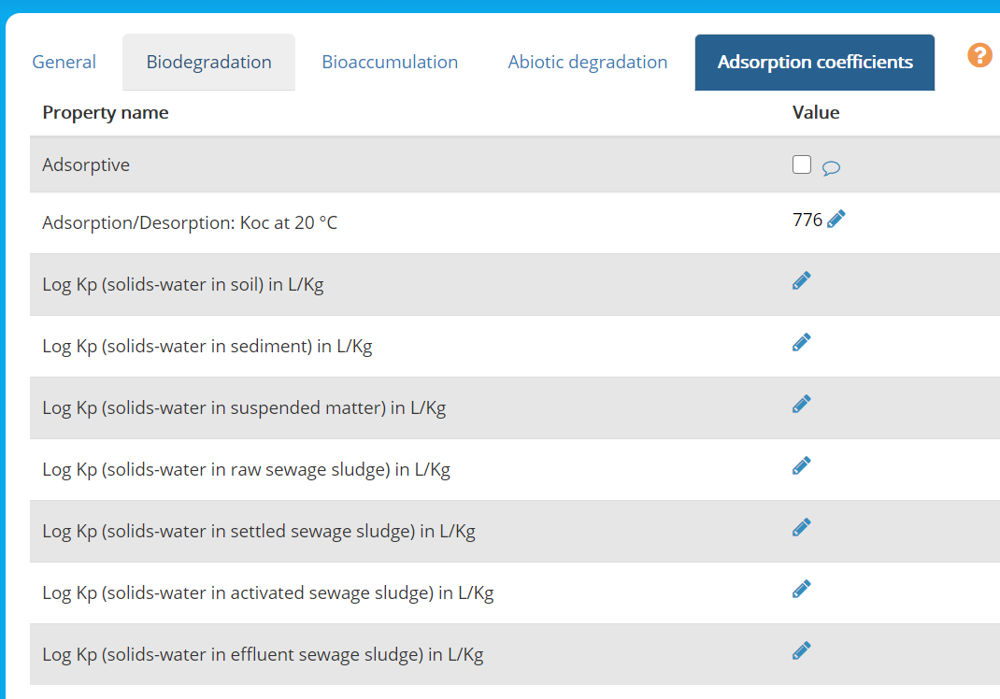 General Biodegradation Bioaccumulation Abiotic degradation Adsorption coefficients ?
Property name Value
Adsorptive
Adsorption/Desorption: Koc at 20 °C 776
Log Kp (solids-water in soil) in L/Kg
Log Kp (solids-water in sediment) in L/Kg
Log Kp (solids-water in suspended matter) in L/Kg
Log Kp (solids-water in raw sewage sludge) in L/Kg
Log Kp (solids-water in settled sewage sludge) in L/Kg
Log Kp (solids-water in activated sewage sludge) in L/Kg
Log Kp (solids-water in effluent sewage sludge) in L/Kg